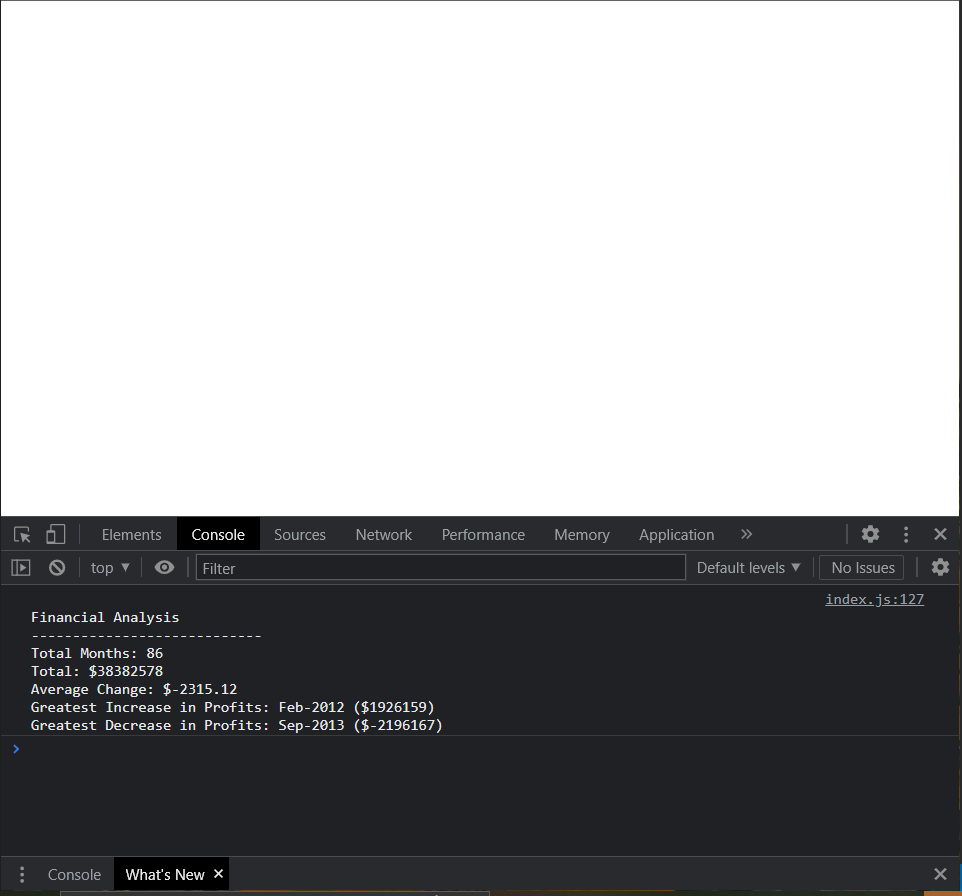 Elements Console Sources Network Performance Memory Application
top Filter Default levels No Issues
index.js:127
Financial Analysis
----------------------------
Total Months: 86
Total: $38382578
Average Change: $-2315.12
Greatest Increase in Profits: Feb-2012 ($1926159)
Greatest Decrease in Profits: Sep-2013 ($-2196167)
Console What's New